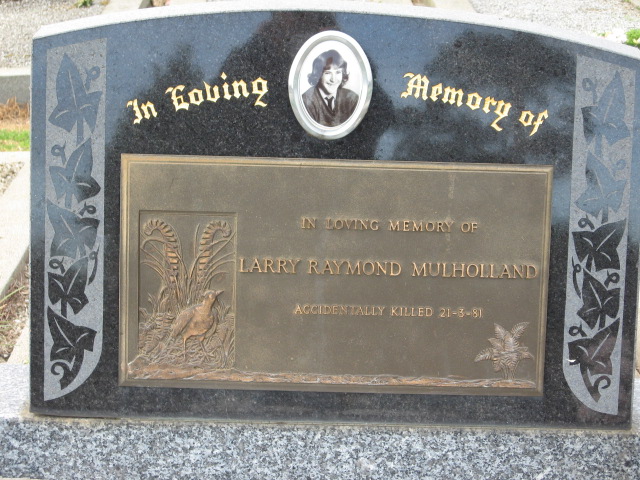 In Loving Memory of
IN LOVING MEMORY OF
LARRY RAYMOND MULHOLLAND
ACCIDENTALLY KILLED 21-3-81